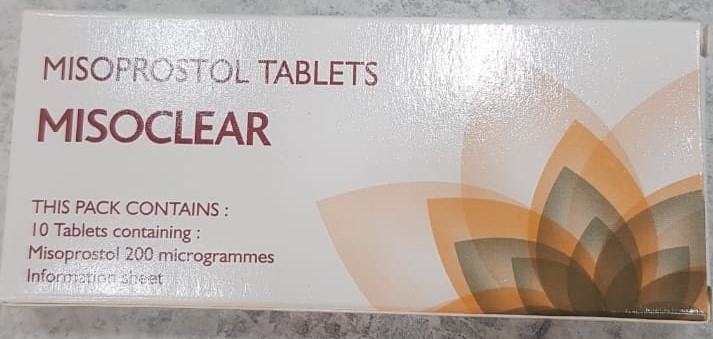 MISOPROSTOL TABLETS
MISOCLEAR
THIS PACK CONTAINS :
10 Tablets containing :
Misoprostol 200 microgrammes
Information sheet